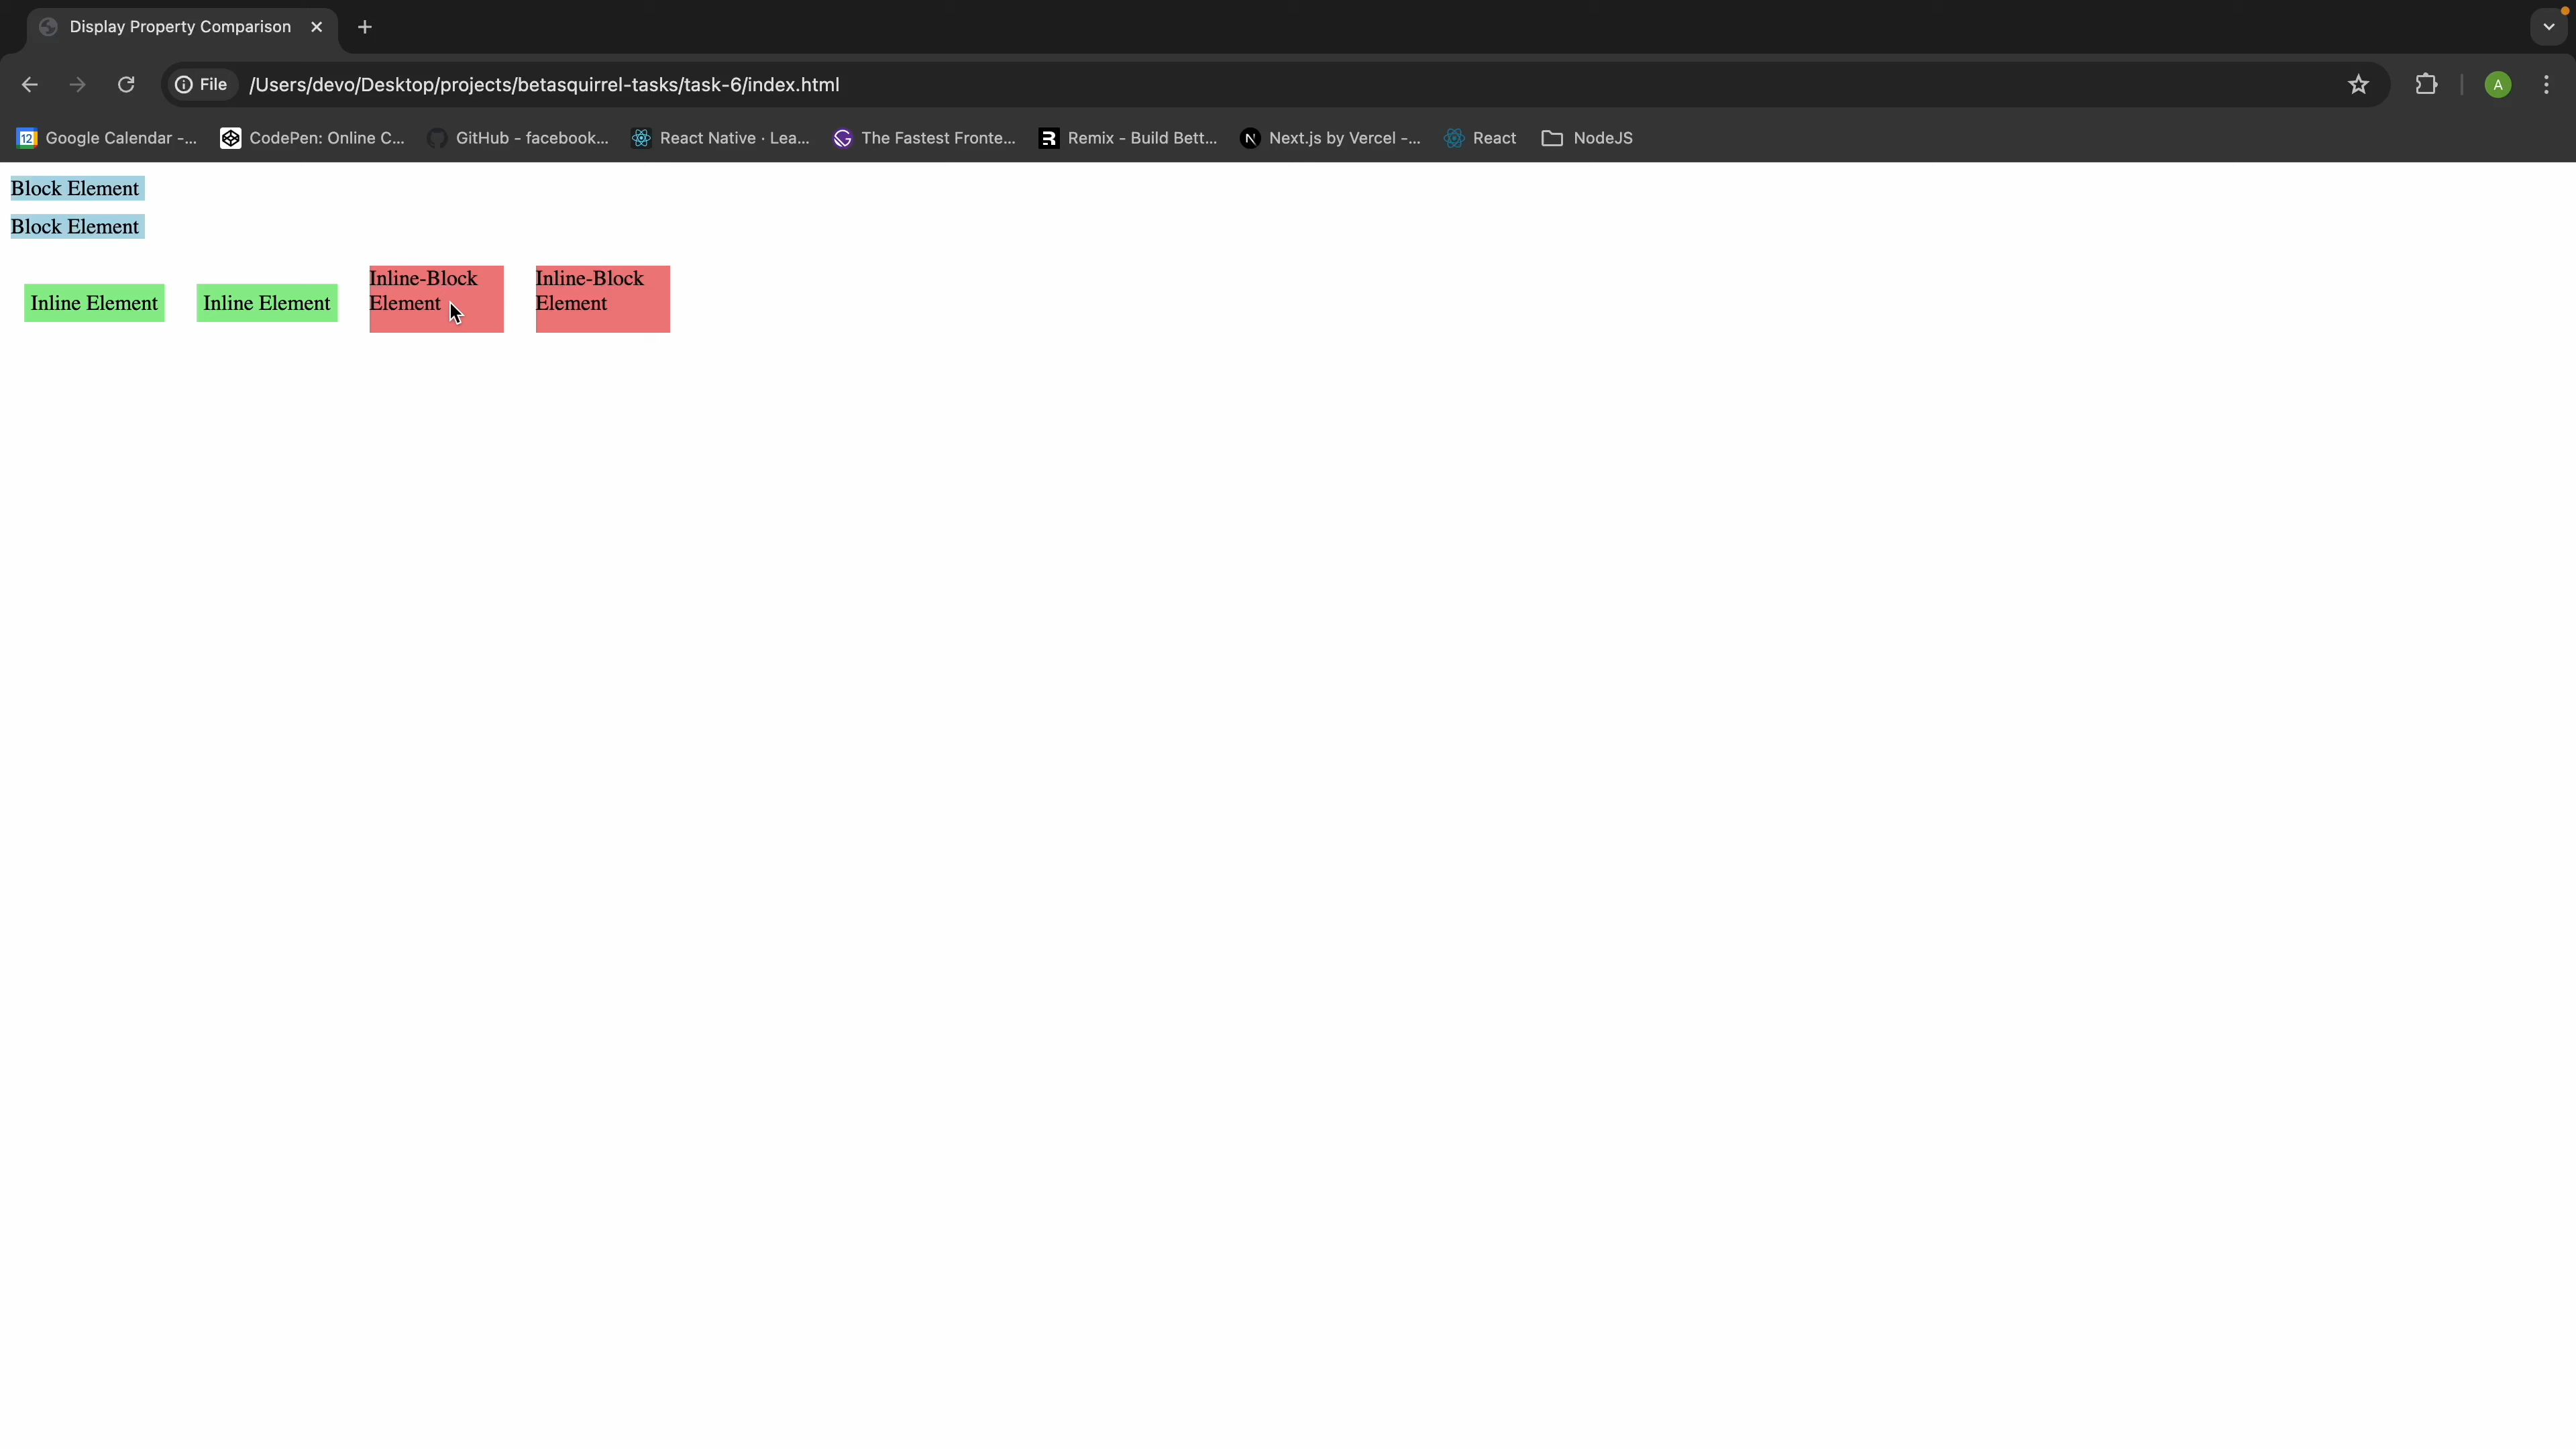 Display Property Comparison
File /Users/devo/Desktop/projects/betasquirrel-tasks/task-6/index.html
A
12 Google Calendar -... CodePen: Online C... GitHub - facebook... React Native · Lea... The Fastest Fronte... Remix - Build Bett... N Next.js by Vercel -... React NodeJS
Block Element
Block Element
Inline Element Inline Element
Inline-Block
Element
Inline-Block
Element